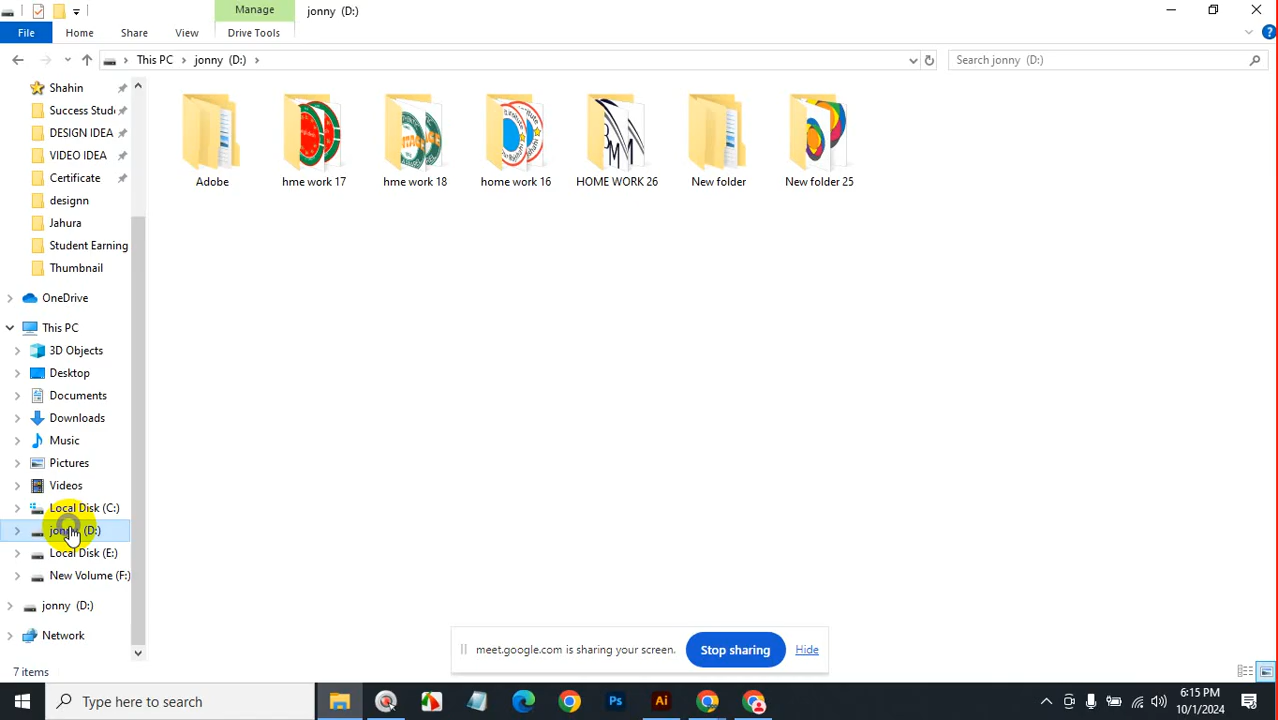 Manage
jonny (D:)
File
Home
Share
View
Drive Tools
This PC
jonny (D:)
Search jonny (D:)
Shahin
Success Stude
DESIGN IDEA
VIDEO IDEA
Certificate
designn
Jahura
Student Earning
Thumbnail
OneDrive
This PC
3D Objects
Desktop
Documents
Downloads
Music
Pictures
Videos
Local Disk (C:)
jonny (D:)
Local Disk (E:)
New Volume (F:)
jonny (D:)
Network
Adobe
hme work 17
hme work 18
home work 16
HOME WORK 26
New folder
New folder 25
meet.google.com is sharing your screen.
Stop sharing
Hide
7 items
Type here to search
Ps
Ai
6:15 PM
10/1/2024